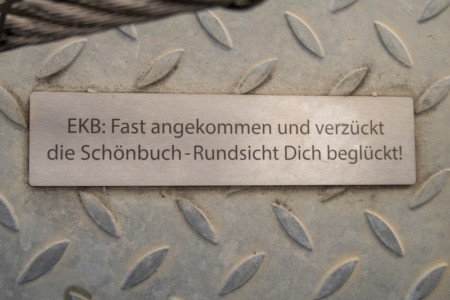 EKB: Fast angekommen und verzückt
die Schönbuch-Rundsicht Dich beglückt!